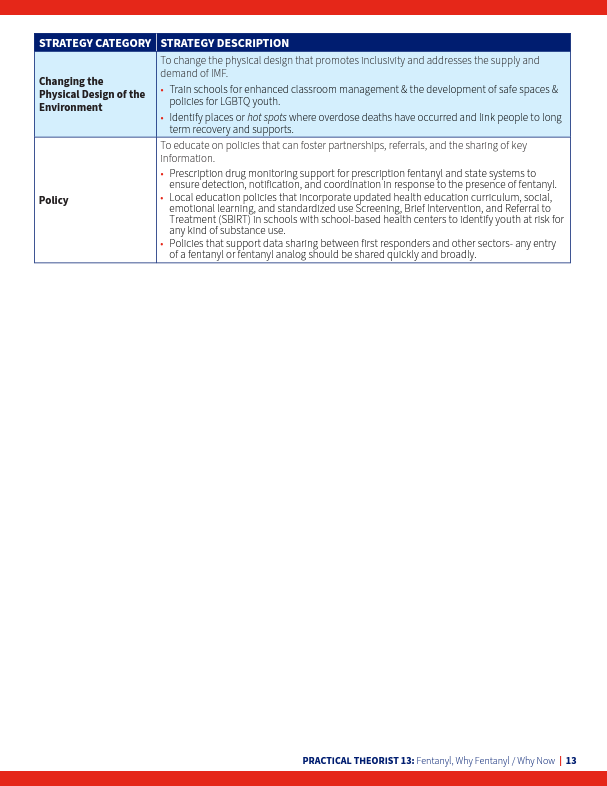 STRATEGY CATEGORY STRATEGY DESCRIPTION
Changing the
Physical Design of the
Environment
To change the physical design that promotes inclusivity and addresses the supply and
demand of IMF.
• Train schools for enhanced classroom management & the development of safe spaces &
policies for LGBTQ youth.
• Identify places or hot spots where overdose deaths have occurred and link people to long
term recovery and supports.
Policy
To educate on policies that can foster partnerships, referrals, and the sharing of key
information.
• Prescription drug monitoring support for prescription fentanyl and state systems to
ensure detection, notification, and coordination in response to the presence of fentanyl.
• Local education policies that incorporate updated health education curriculum, social,
emotional learning, and standardized use Screening, Brief Intervention, and Referral to
Treatment (SBIRT) in schools with school-based health centers to identify youth at risk for
any kind of substance use.
• Policies that support data sharing between first responders and other sectors- any entry
of a fentanyl or fentanyl analog should be shared quickly and broadly.
PRACTICAL THEORIST 13: Fentanyl, Why Fentanyl / Why Now | 13